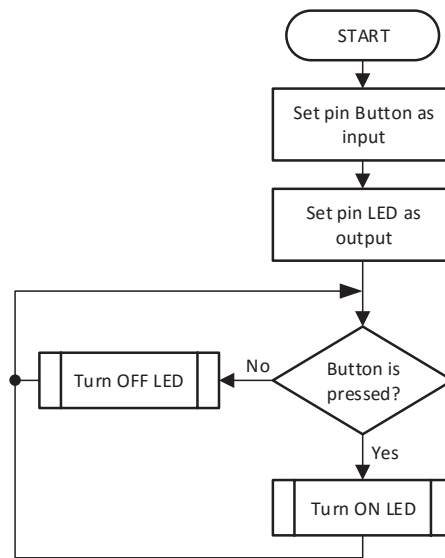 START
Set pin Button as
input
Set pin LED as
output
Button is
pressed?
No
Turn OFF LED
Yes
Turn ON LED